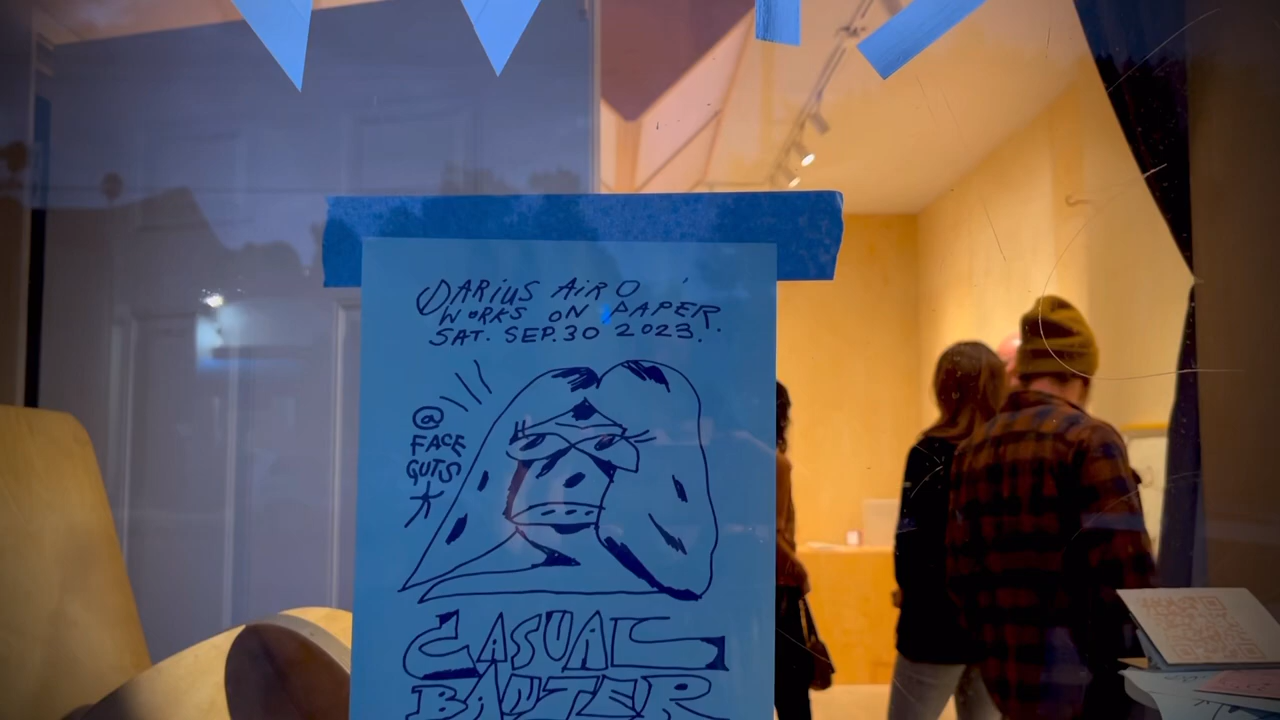 DARiUS AiRO
WORKS ON PAPER.
SAT. SEP.30 2023.
@
FACE
GUTS
CASUAL
BANTER